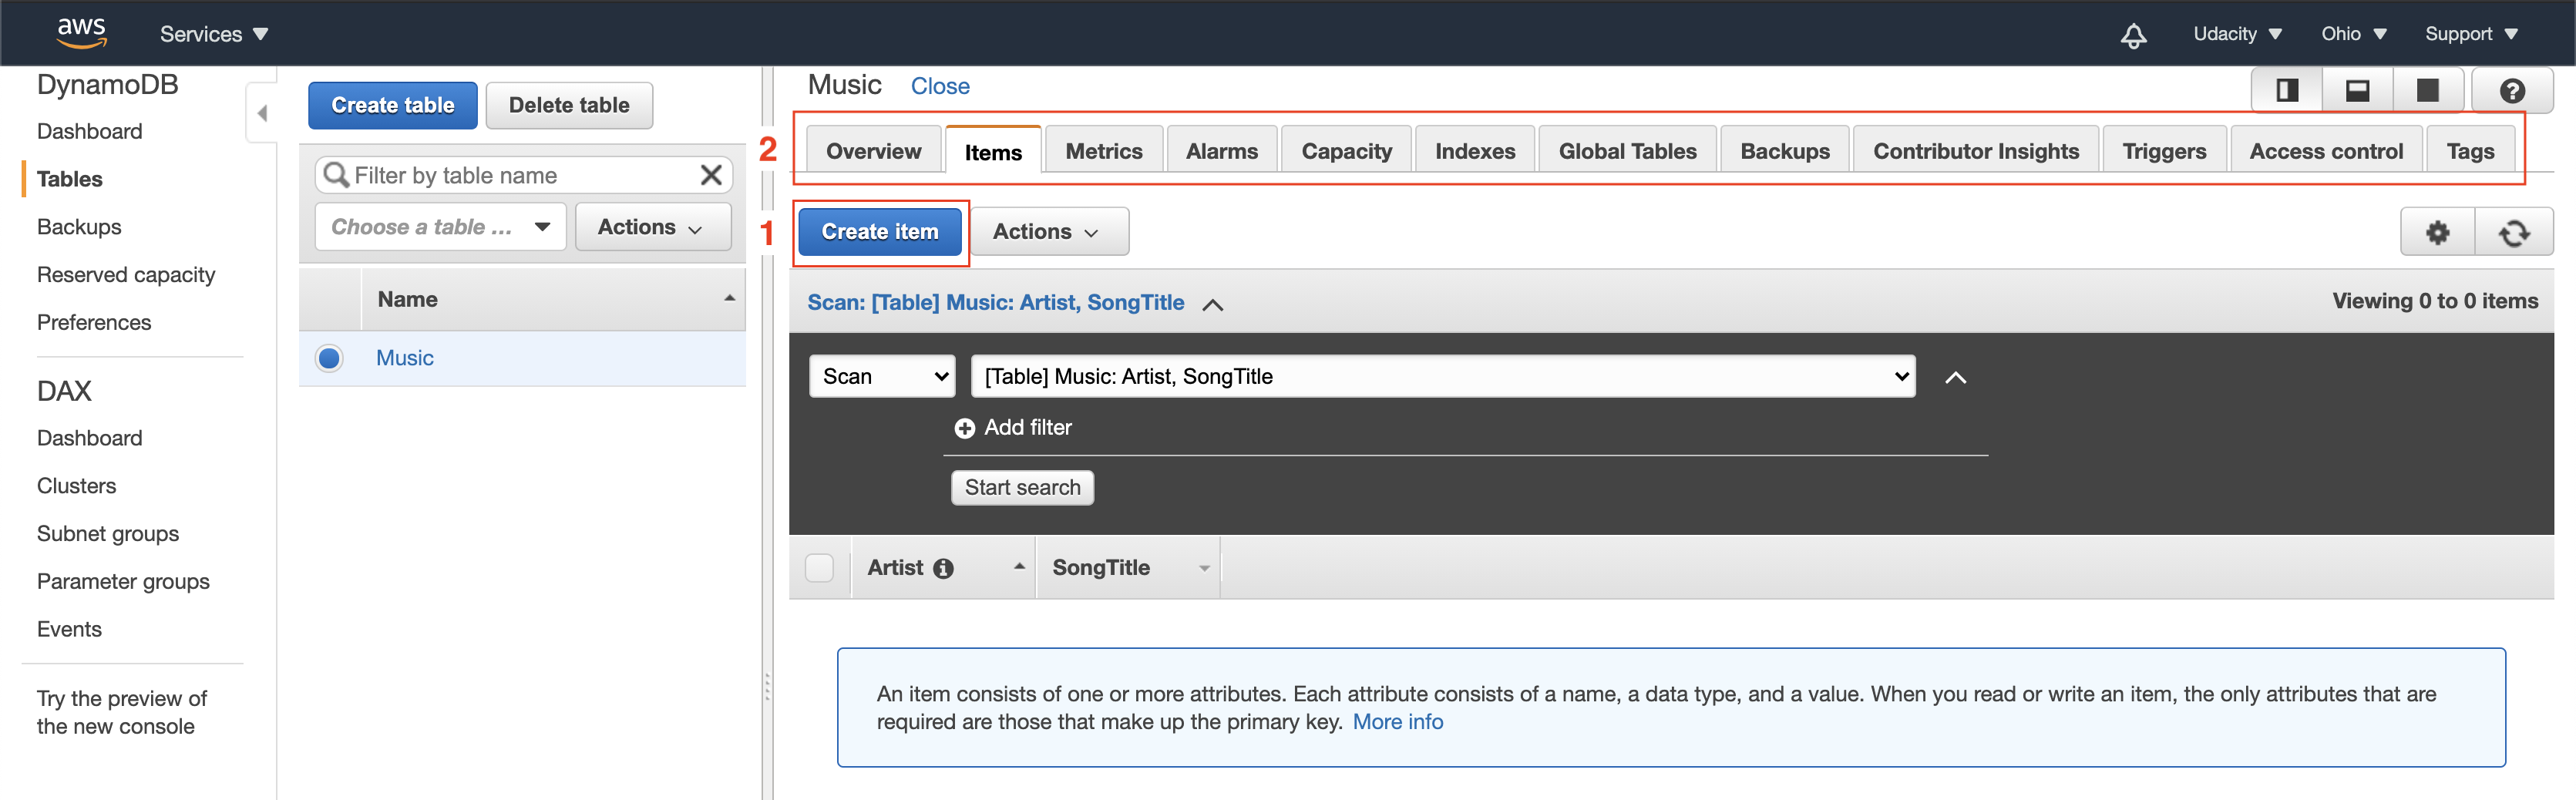 aws
Services
Udacity
Ohio
Support
DynamoDB
Dashboard
Tables
Backups
Reserved capacity
Preferences
DAX
Dashboard
Clusters
Subnet groups
Parameter groups
Events
Try the preview of
the new console
Create table
Delete table
Filter by table name
Choose a table ...
Actions
Name
Music
Music
Close
2
Overview
Items
Metrics
Alarms
Capacity
Indexes
Global Tables
Backups
Contributor Insights
Triggers
Access control
Tags
1
Create item
Actions
Scan: [Table] Music: Artist, SongTitle
Viewing 0 to 0 items
Scan
[Table] Music: Artist, SongTitle
Add filter
Start search
Artist
SongTitle
An item consists of one or more attributes. Each attribute consists of a name, a data type, and a value. When you read or write an item, the only attributes that are
required are those that make up the primary key. More info